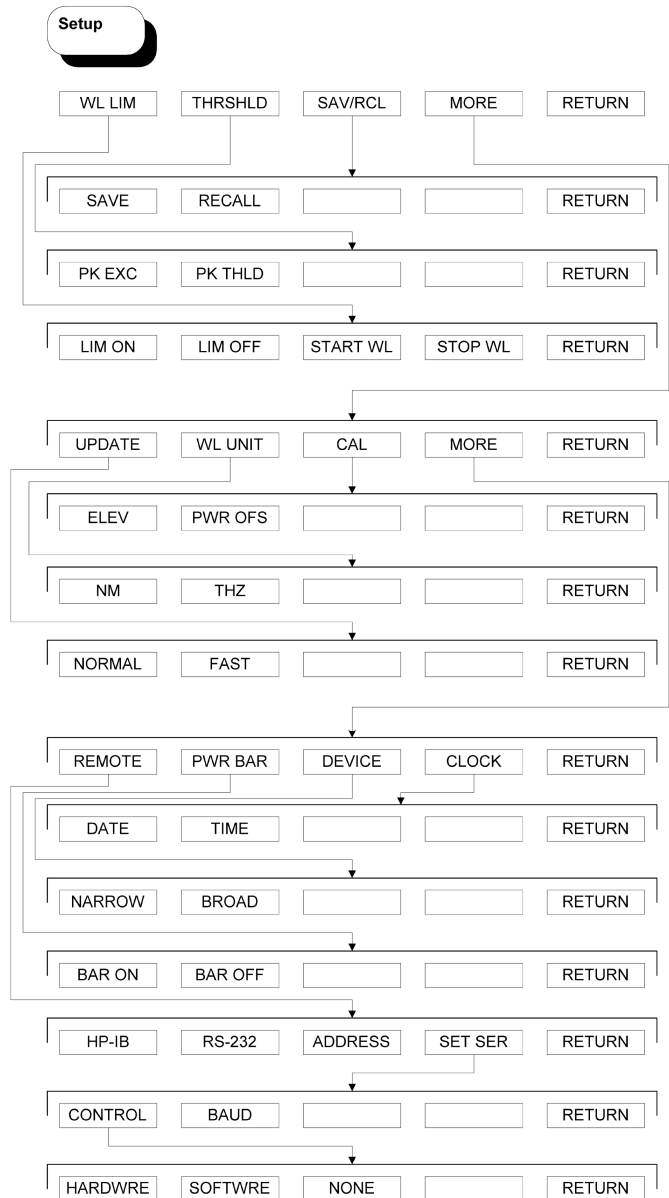 Setup
WL LIM THRSHLD SAV/RCL MORE RETURN
SAVE RECALL RETURN
PK EXC PK THLD RETURN
LIM ON LIM OFF START WL STOP WL RETURN
UPDATE WL UNIT CAL MORE RETURN
ELEV PWR OFS RETURN
NM THZ RETURN
NORMAL FAST RETURN
REMOTE PWR BAR DEVICE CLOCK RETURN
DATE TIME RETURN
NARROW BROAD RETURN
BAR ON BAR OFF RETURN
HP-IB RS-232 ADDRESS SET SER RETURN
CONTROL BAUD RETURN
HARDWRE SOFTWRE NONE RETURN